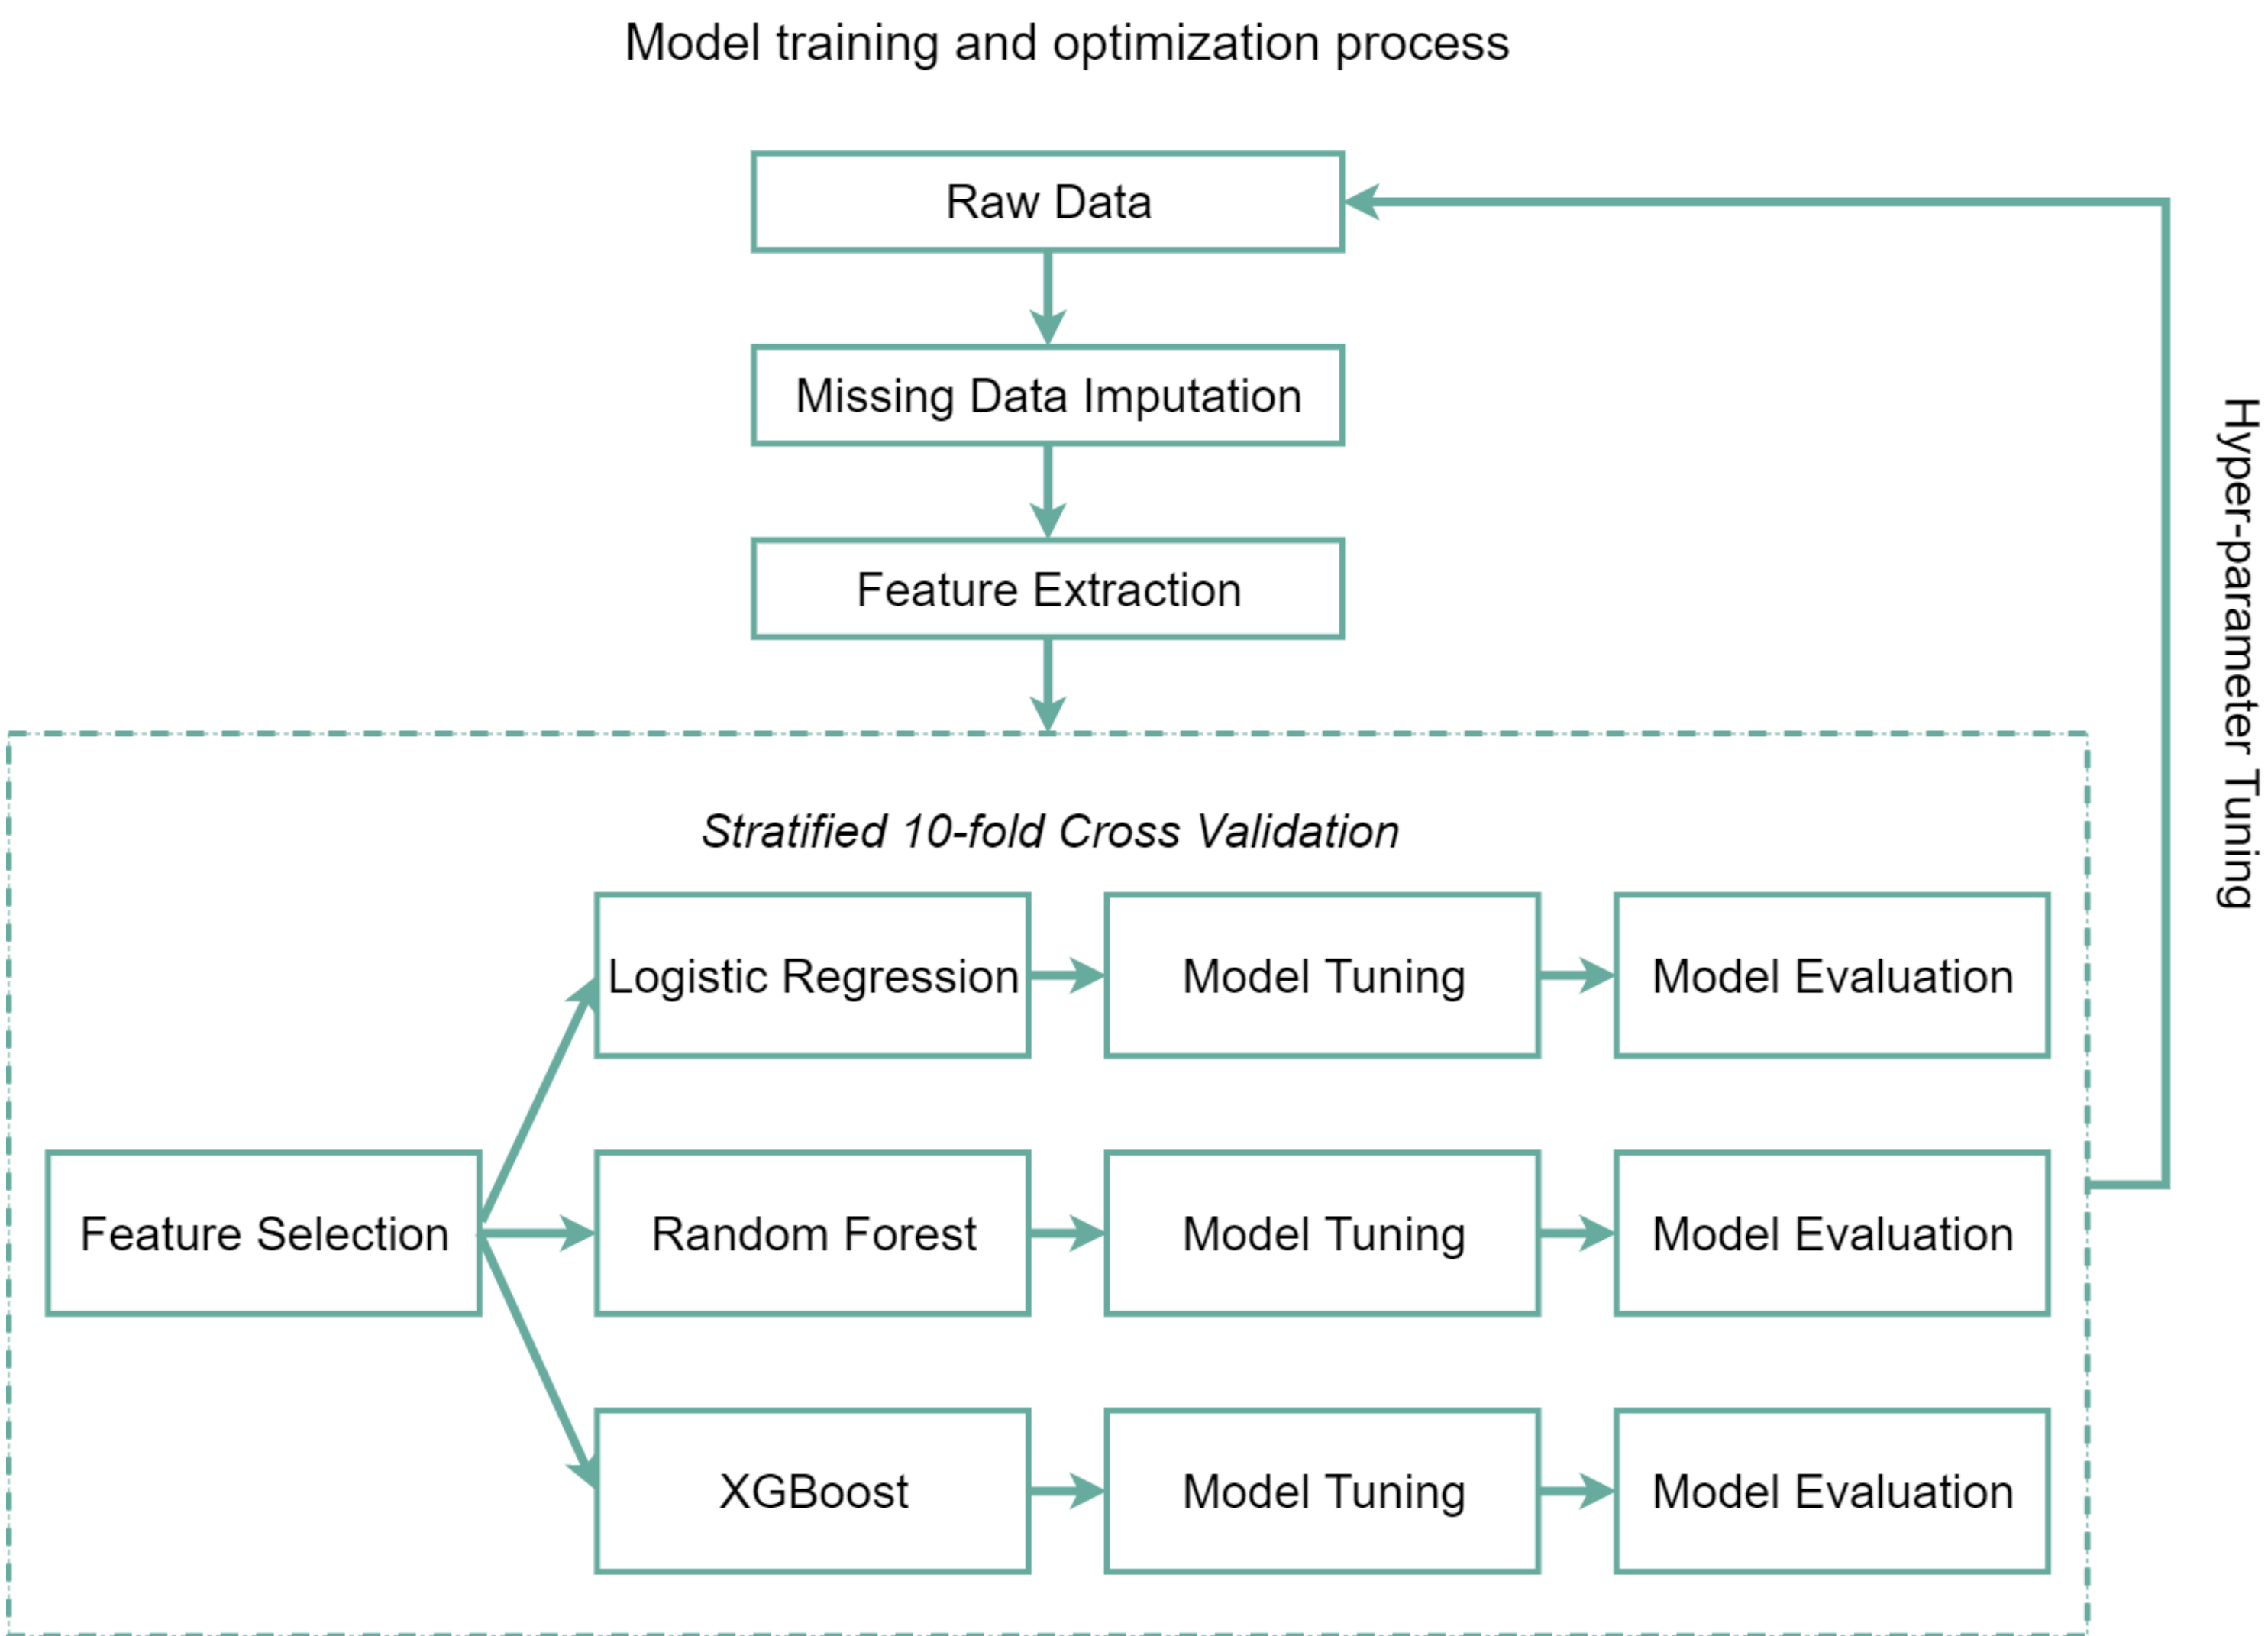 Model training and optimization process
Raw Data
Missing Data Imputation
Feature Extraction
Hyper-parameter Tuning
Stratified 10-fold Cross Validation
Logistic Regression
Model Tuning
Model Evaluation
Feature Selection
Random Forest
Model Tuning
Model Evaluation
XGBoost
Model Tuning
Model Evaluation